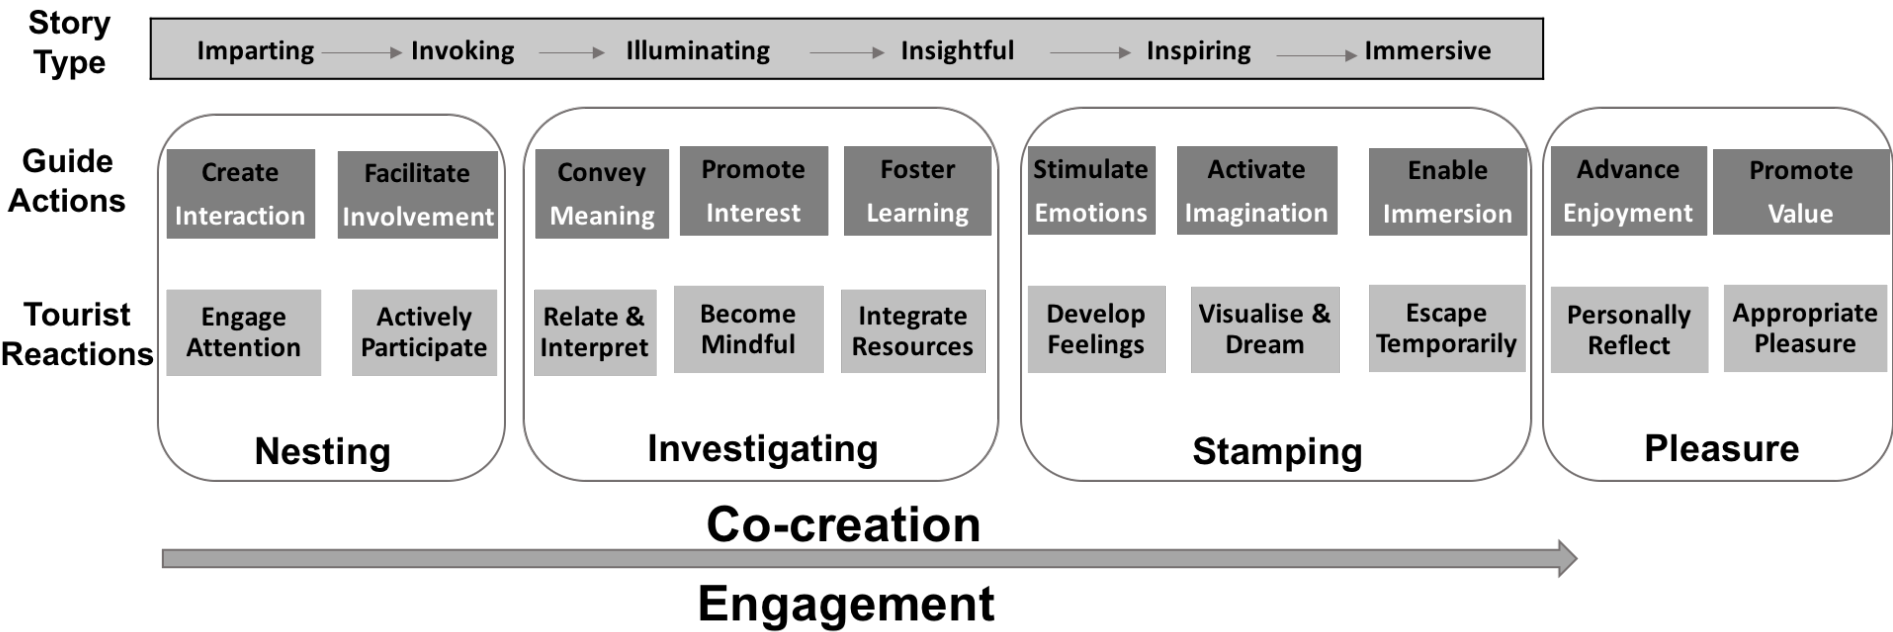 Story
Type
Imparting Invoking Illuminating Insightful Inspiring Immersive
Guide
Actions
Create
Interaction
Facilitate
Involvement
Convey
Meaning
Promote
Interest
Foster
Learning
Stimulate
Emotions
Activate
Imagination
Enable
Immersion
Advance
Enjoyment
Promote
Value
Tourist
Reactions
Engage
Attention
Actively
Participate
Relate &
Interpret
Become
Mindful
Integrate
Resources
Develop
Feelings
Visualise &
Dream
Escape
Temporarily
Personally
Reflect
Appropriate
Pleasure
Nesting
Investigating
Stamping
Pleasure
Co-creation
Engagement